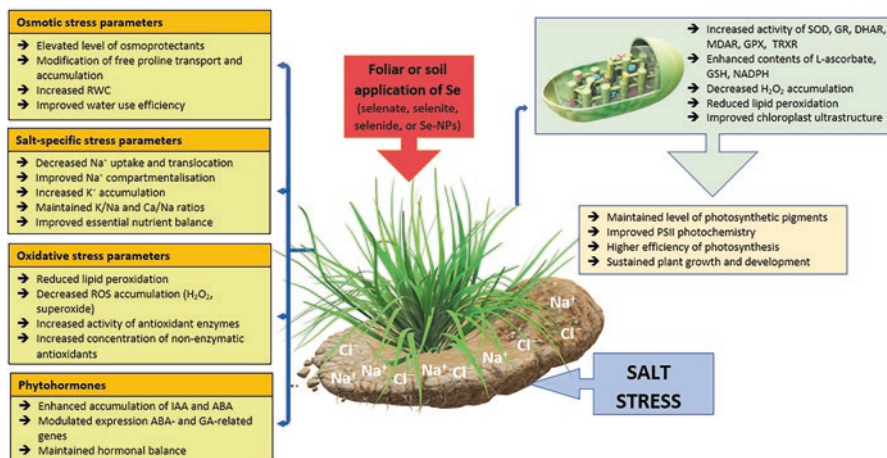 Osmotic stress parameters
→ Elevated level of osmoprotectants
→ Modification of free proline transport and
accumulation
→ Increased RWC
→ Improved water use efficiency
Salt-specific stress parameters
→ Decreased Na⁺ uptake and translocation
→ Improved Na⁺ compartmentalisation
→ Increased K⁺ accumulation
→ Maintained K/Na and Ca/Na ratios
→ Improved essential nutrient balance
Oxidative stress parameters
→ Reduced lipid peroxidation
→ Decreased ROS accumulation (H₂O₂,
superoxide)
→ Increased activity of antioxidant enzymes
→ Increased concentration of non-enzymatic
antioxidants
Phytohormones
→ Enhanced accumulation of IAA and ABA
→ Modulated expression ABA- and GA-related
genes
→ Maintained hormonal balance
Foliar or soil
application of Se
(selenate, selenite,
selenide, or Se-NPs)
→ Increased activity of SOD, GR, DHAR,
MDAR, GPX, TRXR
→ Enhanced contents of L-ascorbate,
GSH, NADPH
→ Decreased H₂O₂ accumulation
→ Reduced lipid peroxidation
→ Improved chloroplast ultrastructure
→ Maintained level of photosynthetic pigments
→ Improved PSII photochemistry
→ Higher efficiency of photosynthesis
→ Sustained plant growth and development
Na⁺
Cl⁻
Na⁺
Cl⁻
Cl⁻
Na⁺ Na⁺ Cl⁻ Na⁺ Cl⁻
SALT
STRESS